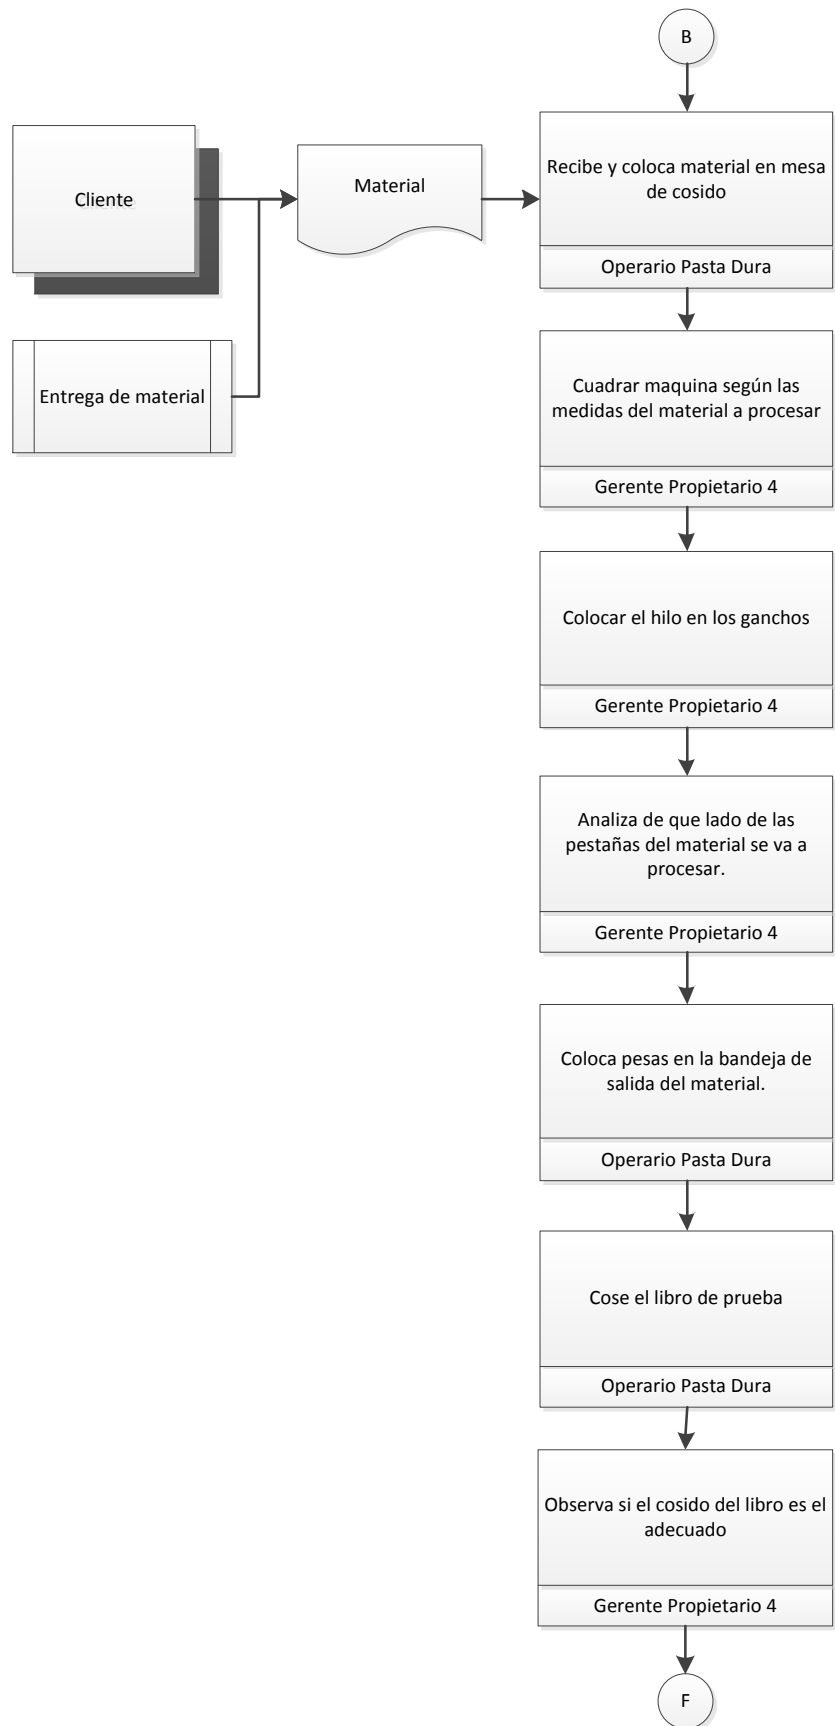 B
Cliente
Material
Entrega de material
Recibe y coloca material en mesa
de cosido
Operario Pasta Dura
Cuadrar maquina según las
medidas del material a procesar
Gerente Propietario 4
Colocar el hilo en los ganchos
Gerente Propietario 4
Analiza de que lado de las
pestañas del material se va a
procesar.
Gerente Propietario 4
Coloca pesas en la bandeja de
salida del material.
Operario Pasta Dura
Cose el libro de prueba
Operario Pasta Dura
Observa si el cosido del libro es el
adecuado
Gerente Propietario 4
F